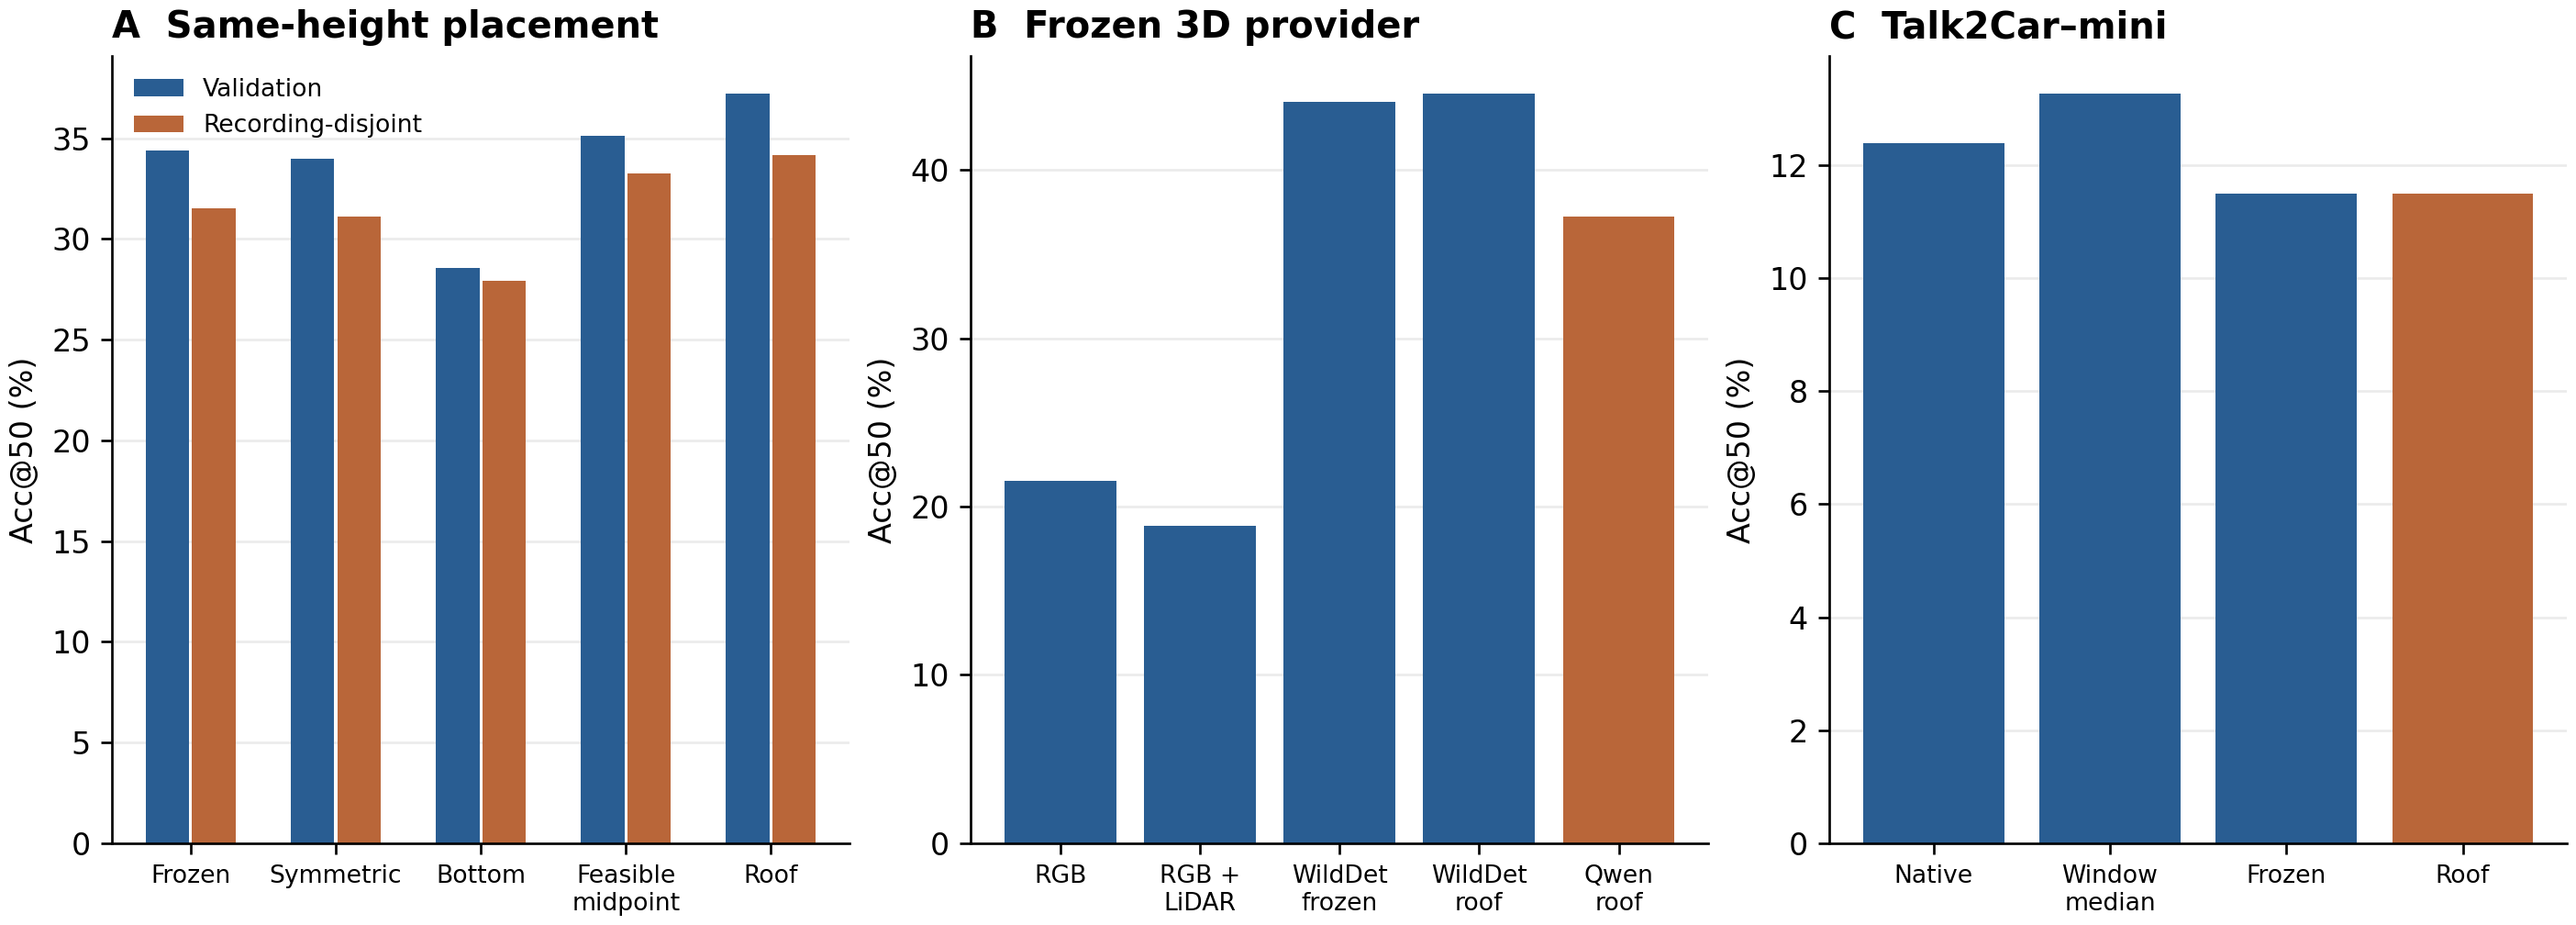 A Same-height placement
Validation
Recording-disjoint
Acc@50 (%)
35
30
25
20
15
10
5
0
Frozen
Symmetric
Bottom
Feasible
midpoint
Roof
B Frozen 3D provider
Acc@50 (%)
40
30
20
10
0
RGB
RGB +
LiDAR
WildDet
frozen
WildDet
roof
Qwen
roof
C Talk2Car–mini
Acc@50 (%)
12
10
8
6
4
2
0
Native
Window
median
Frozen
Roof